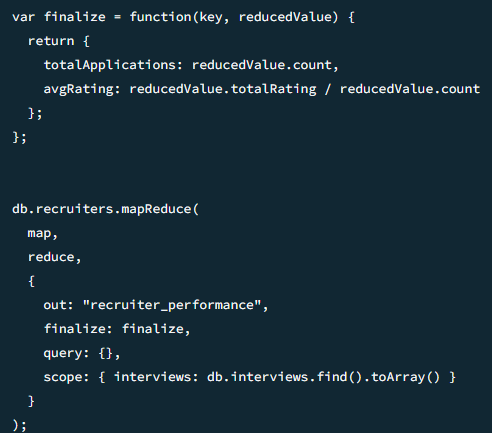 var finalize = function(key, reducedValue) {
  return {
    totalApplications: reducedValue.count,
    avgRating: reducedValue.totalRating / reducedValue.count
  };
};
db.recruiters.mapReduce(
  map,
  reduce,
  {
    out: "recruiter_performance",
    finalize: finalize,
    query: {},
    scope: { interviews: db.interviews.find().toArray() }
  }
);